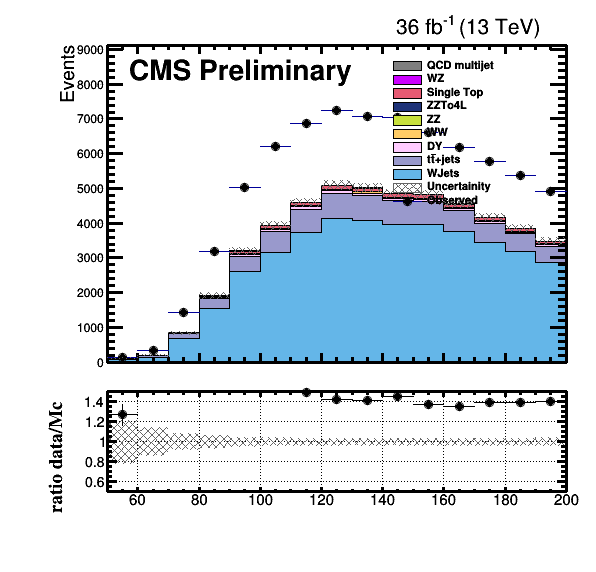 36 fb-1 (13 TeV)
CMS Preliminary
Events
9000
8000
7000
6000
5000
4000
3000
2000
1000
0
QCD multijet
WZ
Single Top
ZZTo4L
ZZ
WW
DY
tt̄+jets
WJets
Uncertainity
Observed
ratio data/Mc
1.4
1.2
1
0.8
0.6
60 80 100 120 140 160 180 200